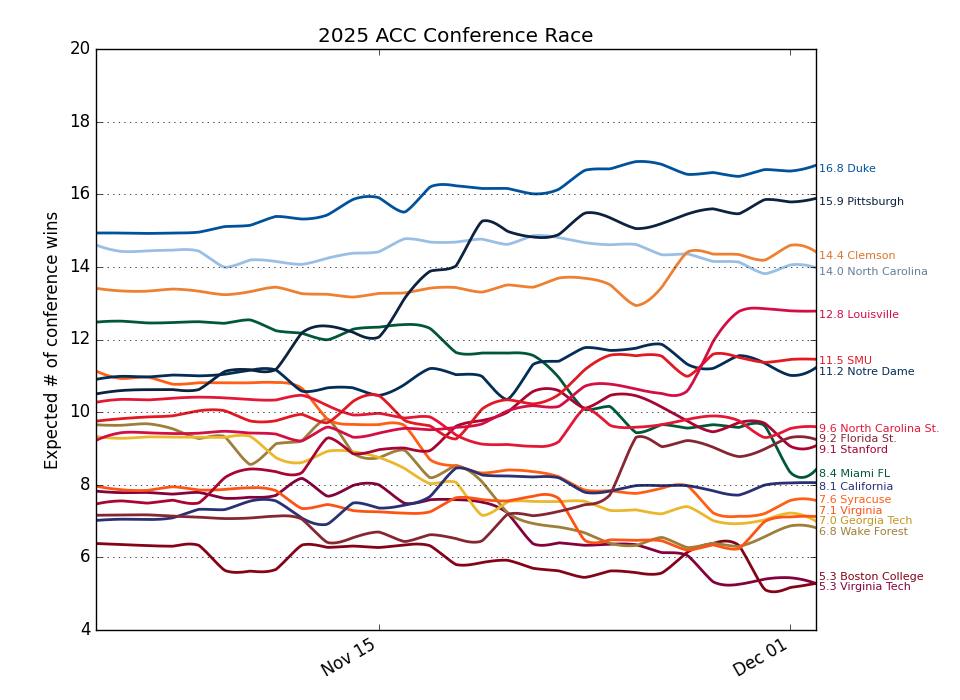 2025 ACC Conference Race
Expected # of conference wins
20
18
16
14
12
10
8
6
4
Nov 15
Dec 01
16.8 Duke
15.9 Pittsburgh
14.4 Clemson
14.0 North Carolina
12.8 Louisville
11.5 SMU
11.2 Notre Dame
9.6 North Carolina St.
9.2 Florida St.
9.1 Stanford
8.4 Miami FL
8.1 California
7.6 Syracuse
7.1 Virginia
7.0 Georgia Tech
6.8 Wake Forest
5.3 Boston College
5.3 Virginia Tech